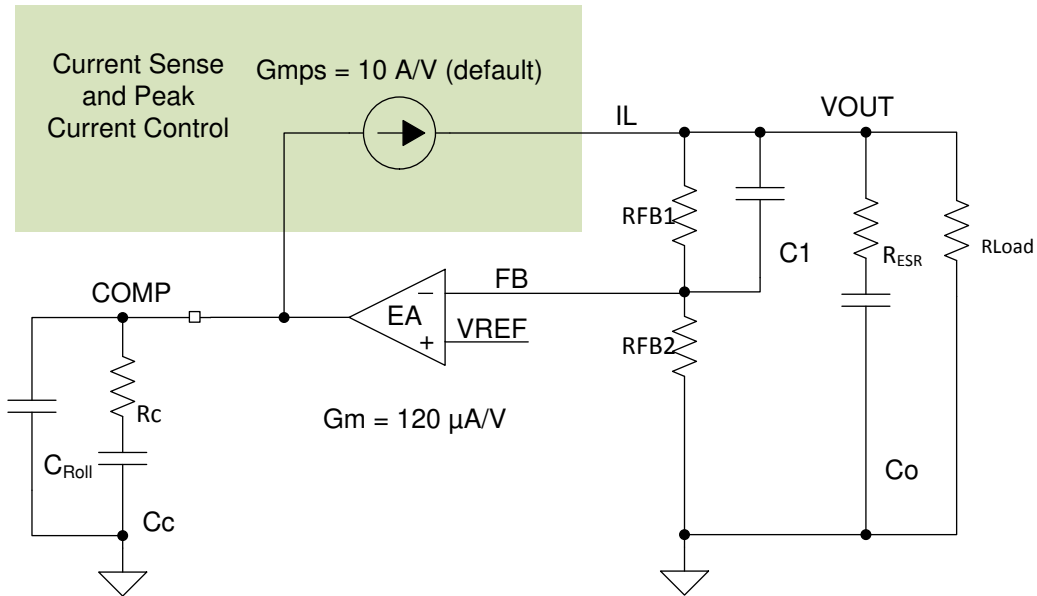 Current Sense
and Peak
Current Control
Gmps = 10 A/V (default)
IL
VOUT
RFB1
C1
RESR
RLoad
COMP
FB
EA
VREF
RFB2
Rc
Gm = 120 µA/V
CRoll
Co
Cc
−
+